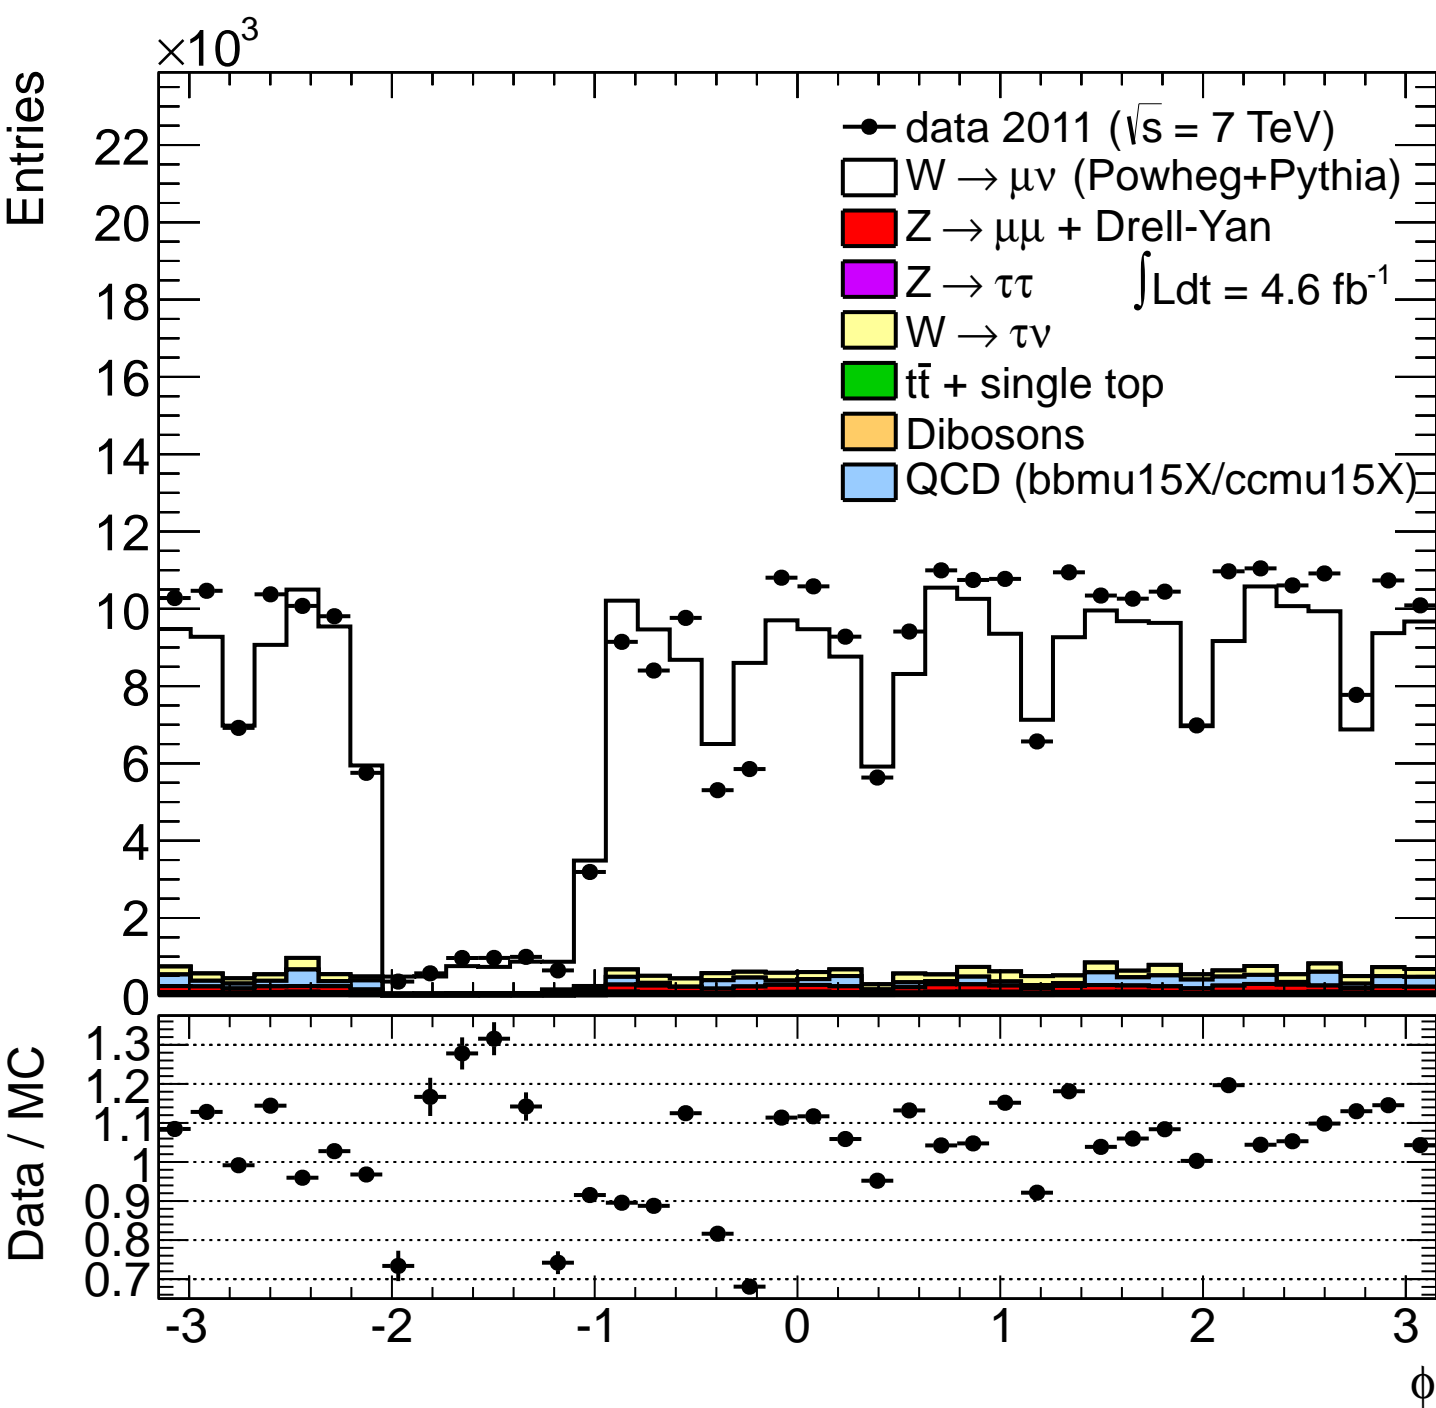 ×10³
Entries
22
20
18
16
14
12
10
8
6
4
2
0
data 2011 (√s = 7 TeV)
W → μν (Powheg+Pythia)
Z → μμ + Drell-Yan
Z → ττ
∫Ldt = 4.6 fb⁻¹
W → τν
tt̄ + single top
Dibosons
QCD (bbmu15X/ccmu15X)
Data / MC
1.3
1.2
1.1
1
0.9
0.8
0.7
-3 -2 -1 0 1 2 3
ϕ